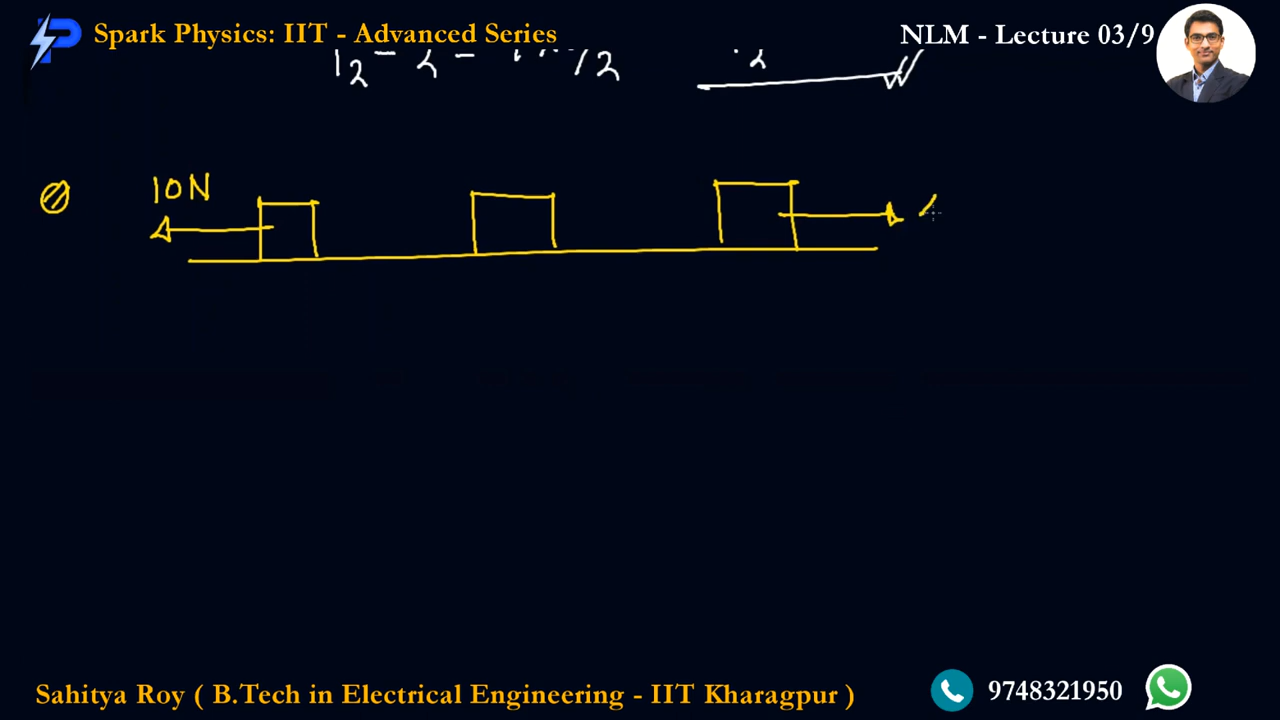 Spark Physics: IIT - Advanced Series
NLM - Lecture 03/9
10N
Sahitya Roy ( B.Tech in Electrical Engineering - IIT Kharagpur )
9748321950